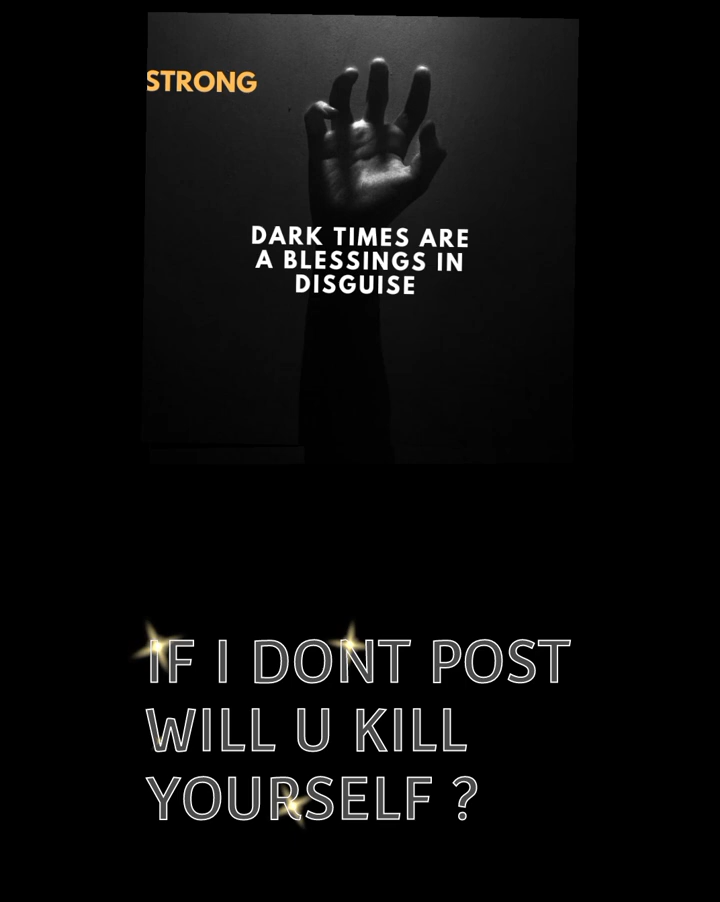 STRONG
DARK TIMES ARE
A BLESSINGS IN
DISGUISE
IF I DONT POST
WILL U KILL
YOURSELF ?